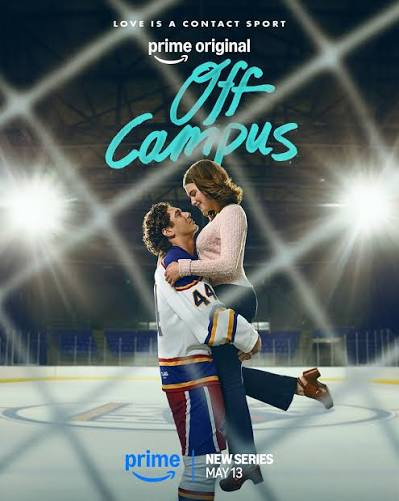 LOVE IS A CONTACT SPORT
prime original
Off
Campus
44
prime
NEW SERIES
MAY 13